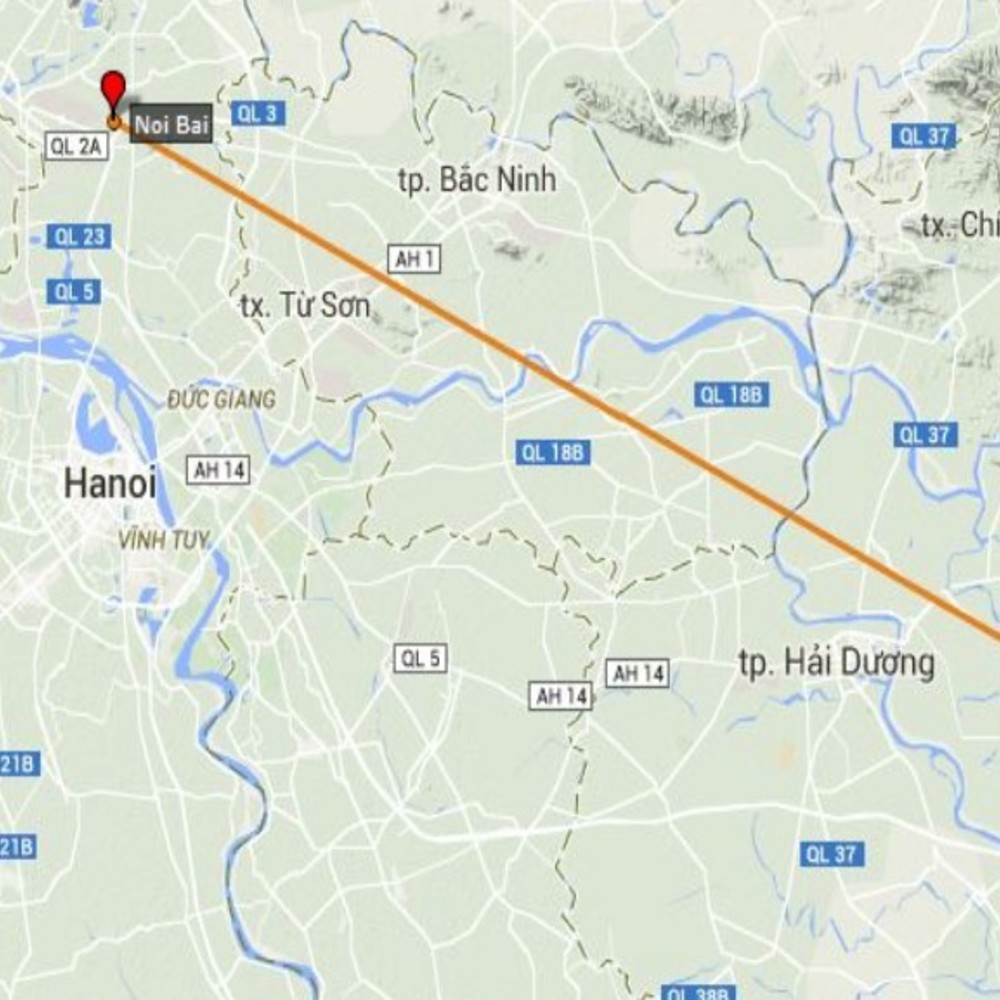 Noi Bai
QL 3
QL 2A
QL 37
tp. Bắc Ninh
tx. Chí
QL 23
AH 1
QL 5
tx. Từ Sơn
ĐỨC GIANG
QL 18B
QL 18B
QL 37
AH 14
Hanoi
VĨNH TUY
QL 5
AH 14
tp. Hải Dương
AH 14
21B
21B
QL 37
QL 38B